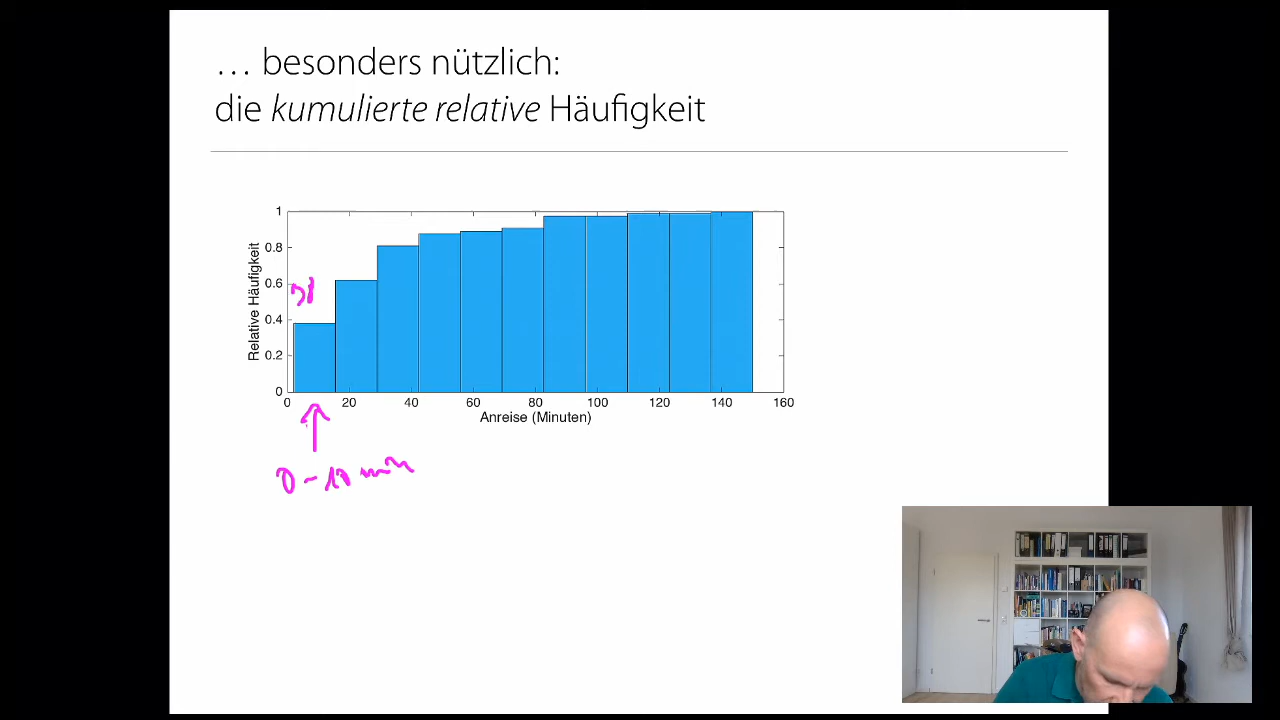 … besonders nützlich:
die kumulierte relative Häufigkeit
1
0.8
0.6
0.4
0.2
0
Relative Häufigkeit
38
0 20 40 60 80 100 120 140 160
Anreise (Minuten)
0 - 10 min